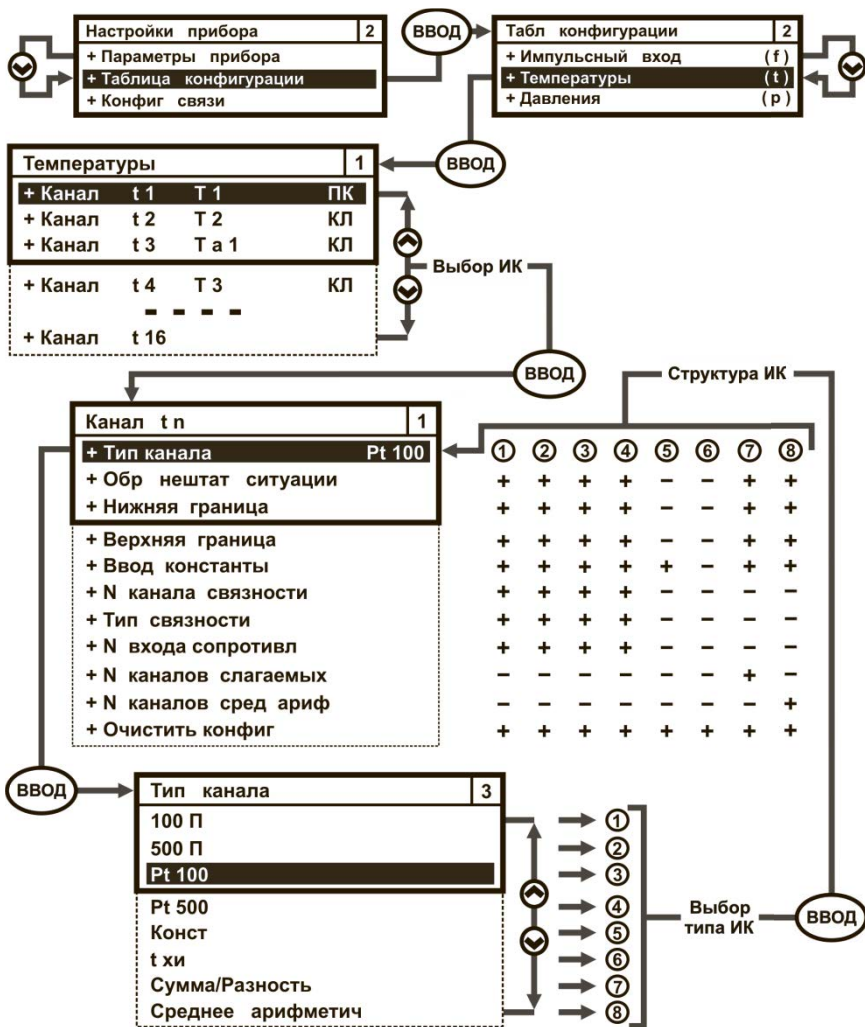 Настройки прибора 2
+ Параметры прибора
+ Таблица конфигурации
+ Конфиг связи
ВВОД
Табл конфигурации 2
+ Импульсный вход (f)
+ Температуры (t)
+ Давления (p)
ВВОД
Температуры 1
+ Канал t 1 T 1 ПК
+ Канал t 2 T 2 КЛ
+ Канал t 3 T a 1 КЛ
+ Канал t 4 T 3 КЛ
- - - -
+ Канал t 16
Выбор ИК
ВВОД
Структура ИК
Канал t n 1
+ Тип канала Pt 100 ① ② ③ ④ ⑤ ⑥ ⑦ ⑧
+ Обр нештат ситуации + + + + − − + +
+ Нижняя граница + + + + − − + +
+ Верхняя граница + + + + − − + +
+ Ввод константы + + + + + − + +
+ N канала связности + + + + − − − −
+ Тип связности + + + + − − − −
+ N входа сопротивл + + + + − − − −
+ N каналов слагаемых − − − − − − + −
+ N каналов сред ариф − − − − − − − +
+ Очистить конфиг + + + + + + + +
ВВОД
Тип канала 3
100 П ①
500 П ②
Pt 100 ③
Pt 500 ④
Конст ⑤
t хи ⑥
Сумма/Разность ⑦
Среднее арифметич ⑧
Выбор
типа ИК
ВВОД